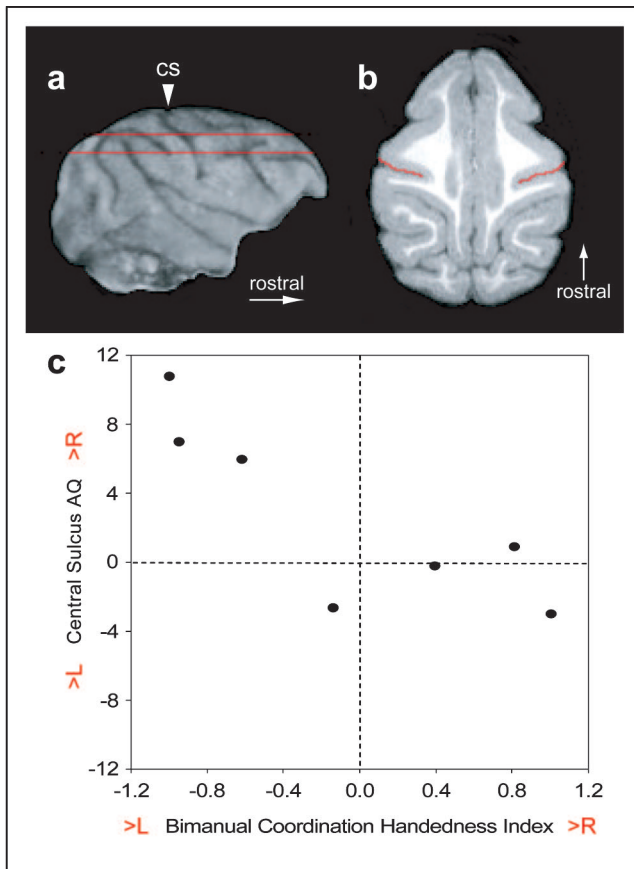 a
cs
b
rostral
rostral
c
12
8
4
0
-4
-8
-12
>L Central Sulcus AQ >R
-1.2 -0.8 -0.4 0.0 0.4 0.8 1.2
>L Bimanual Coordination Handedness Index >R